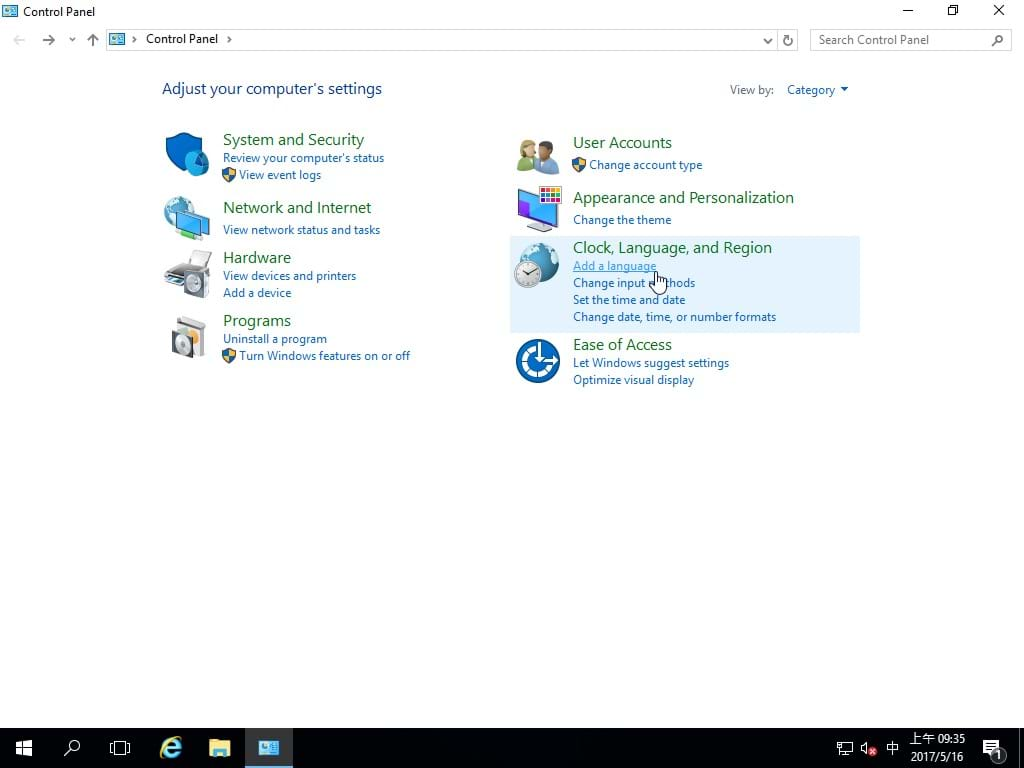 Control Panel
Control Panel
Search Control Panel
Adjust your computer's settings
View by: Category
System and Security
Review your computer's status
View event logs
Network and Internet
View network status and tasks
Hardware
View devices and printers
Add a device
Programs
Uninstall a program
Turn Windows features on or off
User Accounts
Change account type
Appearance and Personalization
Change the theme
Clock, Language, and Region
Add a language
Change input methods
Set the time and date
Change date, time, or number formats
Ease of Access
Let Windows suggest settings
Optimize visual display
中
上午 09:35
2017/5/16
1